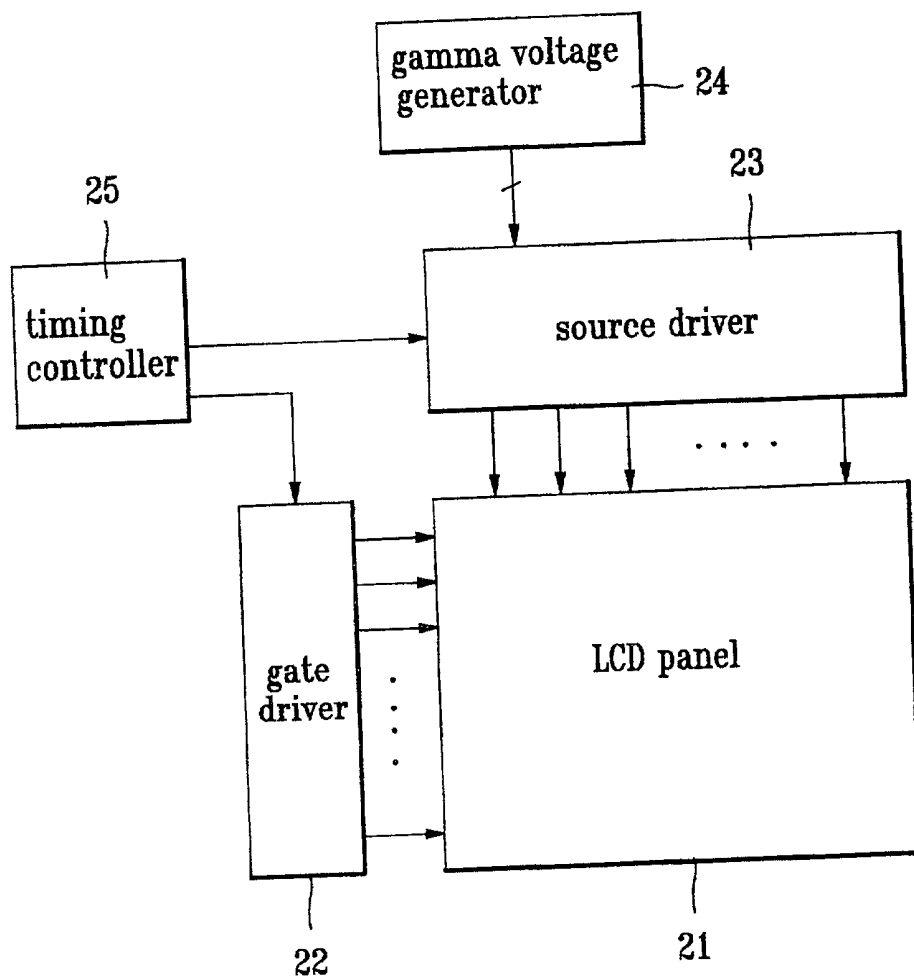 gamma voltage
generator
24
23
25
timing
controller
source driver
gate
driver
LCD panel
22
21